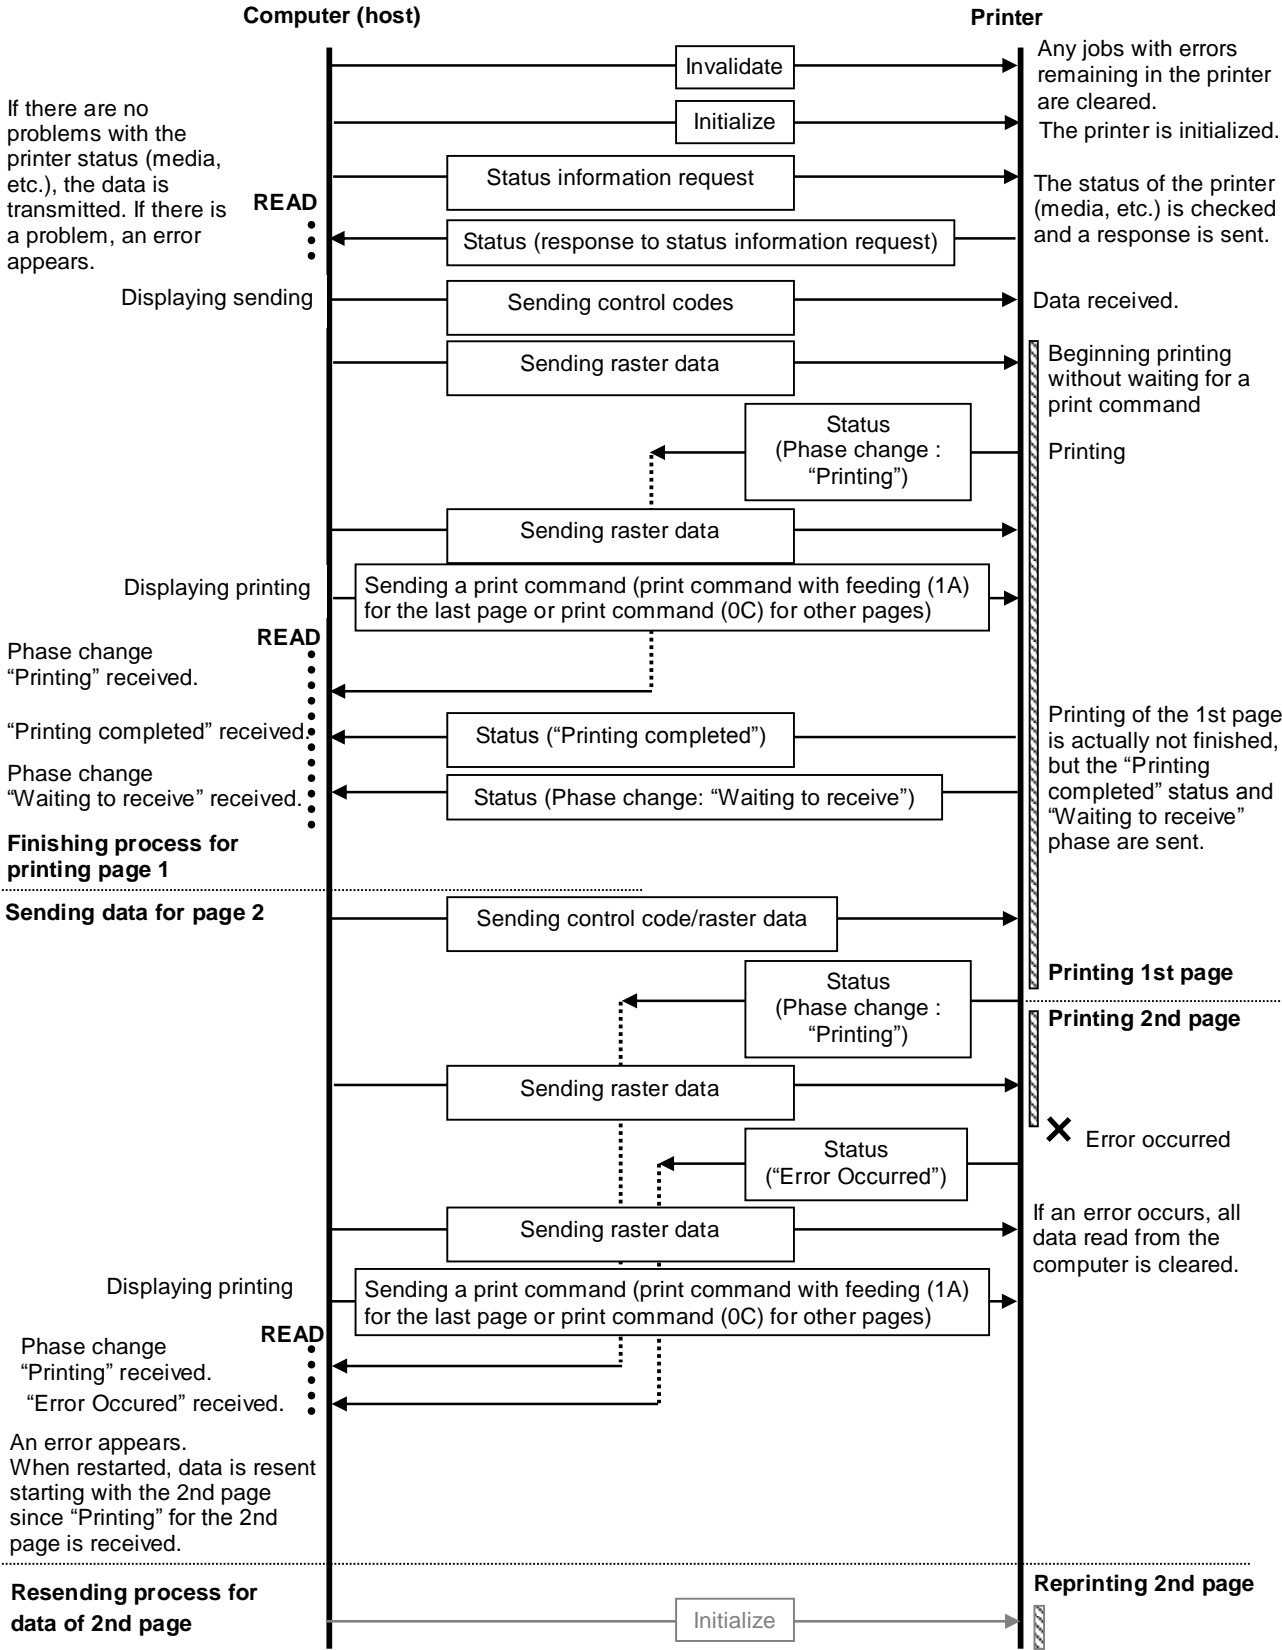 Computer (host)
Printer
Invalidate
Any jobs with errors
remaining in the printer
are cleared.
If there are no
problems with the
printer status (media,
etc.), the data is
transmitted. If there is
a problem, an error
appears.
Initialize
The printer is initialized.
Status information request
READ
The status of the printer
(media, etc.) is checked
and a response is sent.
Status (response to status information request)
Displaying sending
Sending control codes
Data received.
Sending raster data
Beginning printing
without waiting for a
print command
Status
(Phase change :
“Printing”)
Printing
Sending raster data
Displaying printing
Sending a print command (print command with feeding (1A)
for the last page or print command (0C) for other pages)
READ
Phase change
“Printing” received.
“Printing completed” received.
Status (“Printing completed”)
Printing of the 1st page
is actually not finished,
but the “Printing
completed” status and
“Waiting to receive”
phase are sent.
Phase change
“Waiting to receive” received.
Status (Phase change: “Waiting to receive”)
Finishing process for
printing page 1
Sending data for page 2
Sending control code/raster data
Printing 1st page
Status
(Phase change :
“Printing”)
Printing 2nd page
Sending raster data
Error occurred
Status
(“Error Occurred”)
Sending raster data
If an error occurs, all
data read from the
computer is cleared.
Displaying printing
Sending a print command (print command with feeding (1A)
for the last page or print command (0C) for other pages)
READ
Phase change
“Printing” received.
“Error Occured” received.
An error appears.
When restarted, data is resent
starting with the 2nd page
since “Printing” for the 2nd
page is received.
Resending process for
data of 2nd page
Reprinting 2nd page
Initialize